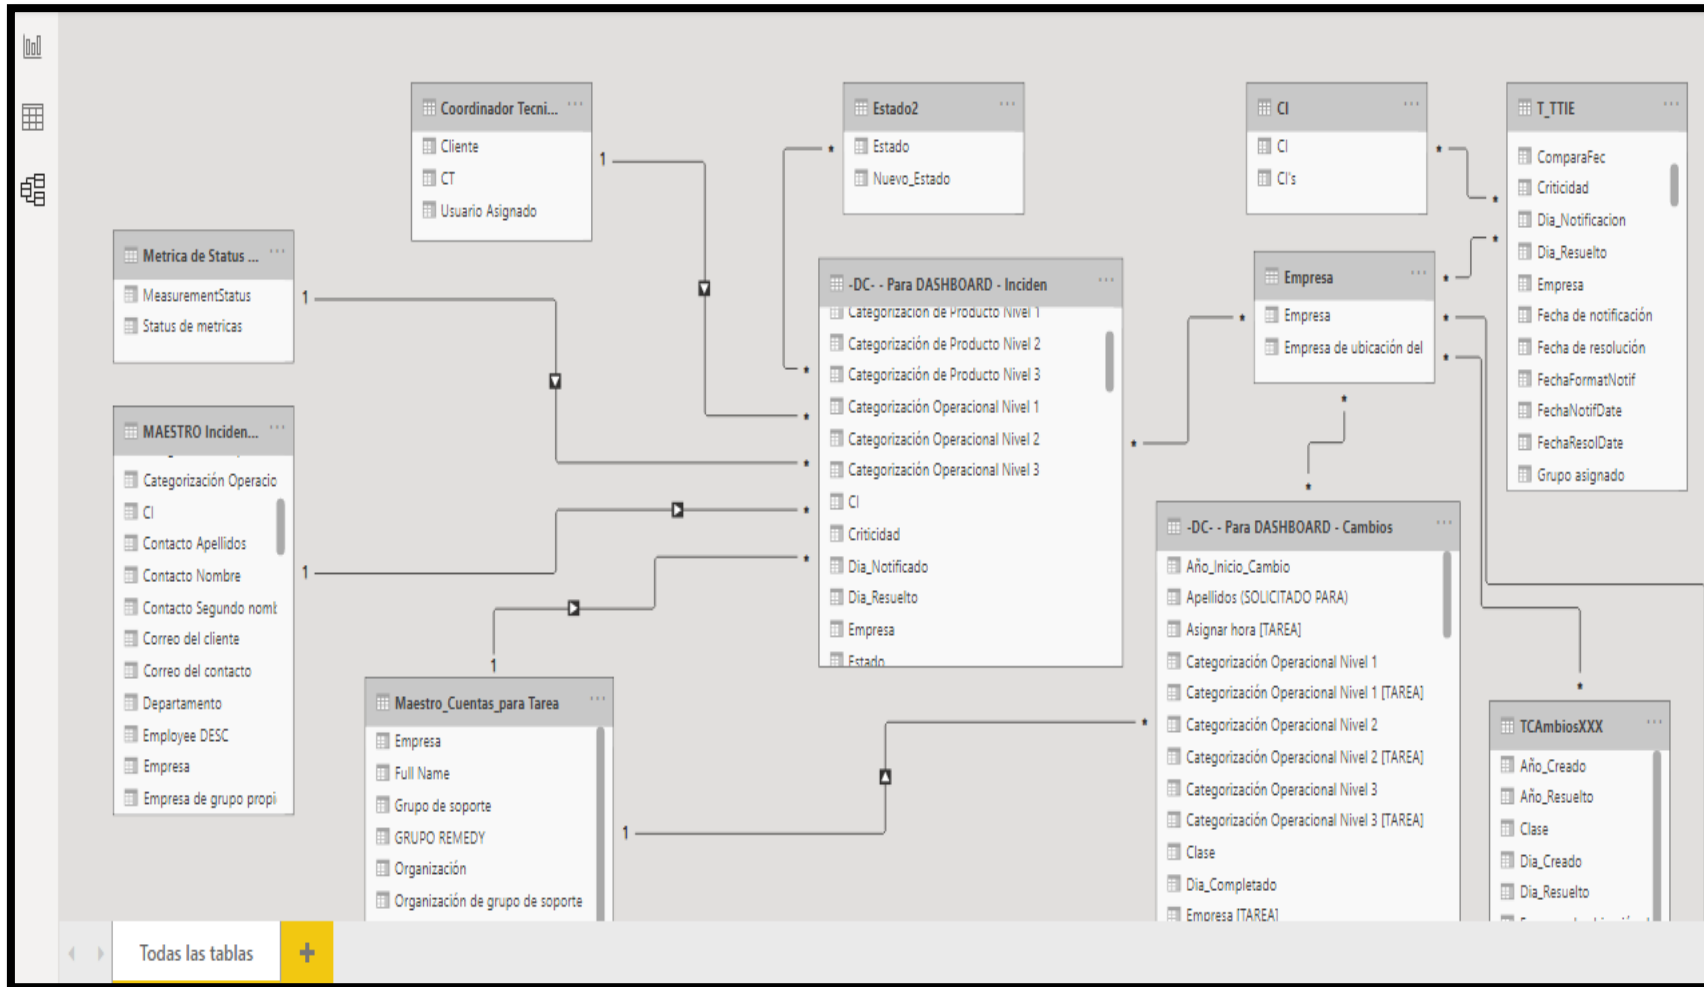 Coordinador Tecni... ...
Cliente
CT
Usuario Asignado
1
Estado2 ...
Estado
Nuevo_Estado
*
CI ...
CI
CI's
*
T_TTIE ...
ComparaFec
Criticidad
Dia_Notificacion
Dia_Resuelto
Empresa
Fecha de notificación
Fecha de resolución
FechaFormatNotif
FechaNotifDate
FechaResolDate
Grupo asignado
*
*
Metrica de Status ... ...
MeasurementStatus
Status de metricas
1
-DC- - Para DASHBOARD - Inciden ...
Categorización de Producto Nivel 1
Categorización de Producto Nivel 2
Categorización de Producto Nivel 3
Categorización Operacional Nivel 1
Categorización Operacional Nivel 2
Categorización Operacional Nivel 3
CI
Criticidad
Dia_Notificado
Dia_Resuelto
Empresa
Estado
*
*
*
*
*
*
Empresa ...
Empresa
Empresa de ubicación del
*
*
*
*
*
MAESTRO Inciden... ...
Categorización Operacio
CI
Contacto Apellidos
Contacto Nombre
Contacto Segundo nomb
Correo del cliente
Correo del contacto
Departamento
Employee DESC
Empresa
Empresa de grupo propi
1
Maestro_Cuentas_para Tarea ...
Empresa
Full Name
Grupo de soporte
GRUPO REMEDY
Organización
Organización de grupo de soporte
1
1
-DC- - Para DASHBOARD - Cambios ...
Año_Inicio_Cambio
Apellidos (SOLICITADO PARA)
Asignar hora [TAREA]
Categorización Operacional Nivel 1
Categorización Operacional Nivel 1 [TAREA]
Categorización Operacional Nivel 2
Categorización Operacional Nivel 2 [TAREA]
Categorización Operacional Nivel 3
Categorización Operacional Nivel 3 [TAREA]
Clase
Dia_Completado
Empresa [TAREA]
*
*
TCAmbiosXXX ...
Año_Creado
Año_Resuelto
Clase
Dia_Creado
Dia_Resuelto
*
Todas las tablas
+